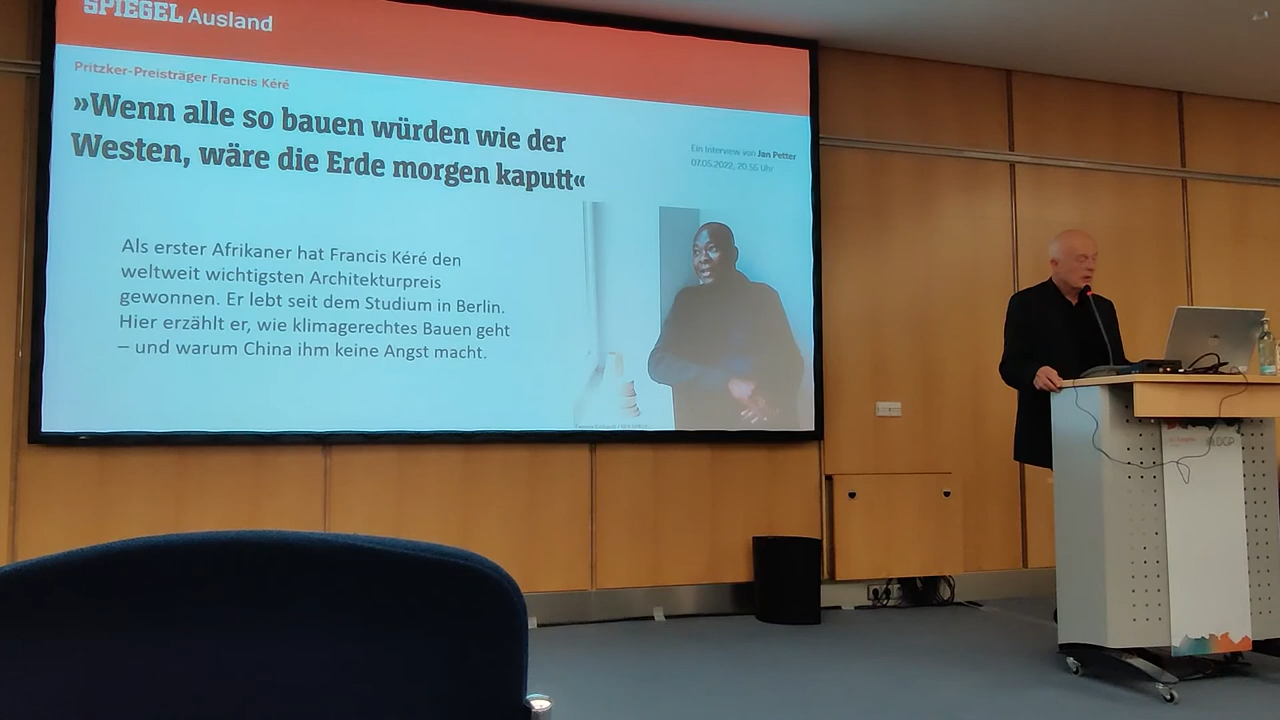 SPIEGEL Ausland
Pritzker-Preisträger Francis Kéré
»Wenn alle so bauen würden wie der
Westen, wäre die Erde morgen kaputt«
Ein Interview von Jan Petter
07.05.2022, 20.55 Uhr
Als erster Afrikaner hat Francis Kéré den
weltweit wichtigsten Architekturpreis
gewonnen. Er lebt seit dem Studium in Berlin.
Hier erzählt er, wie klimagerechtes Bauen geht
– und warum China ihm keine Angst macht.
DGP